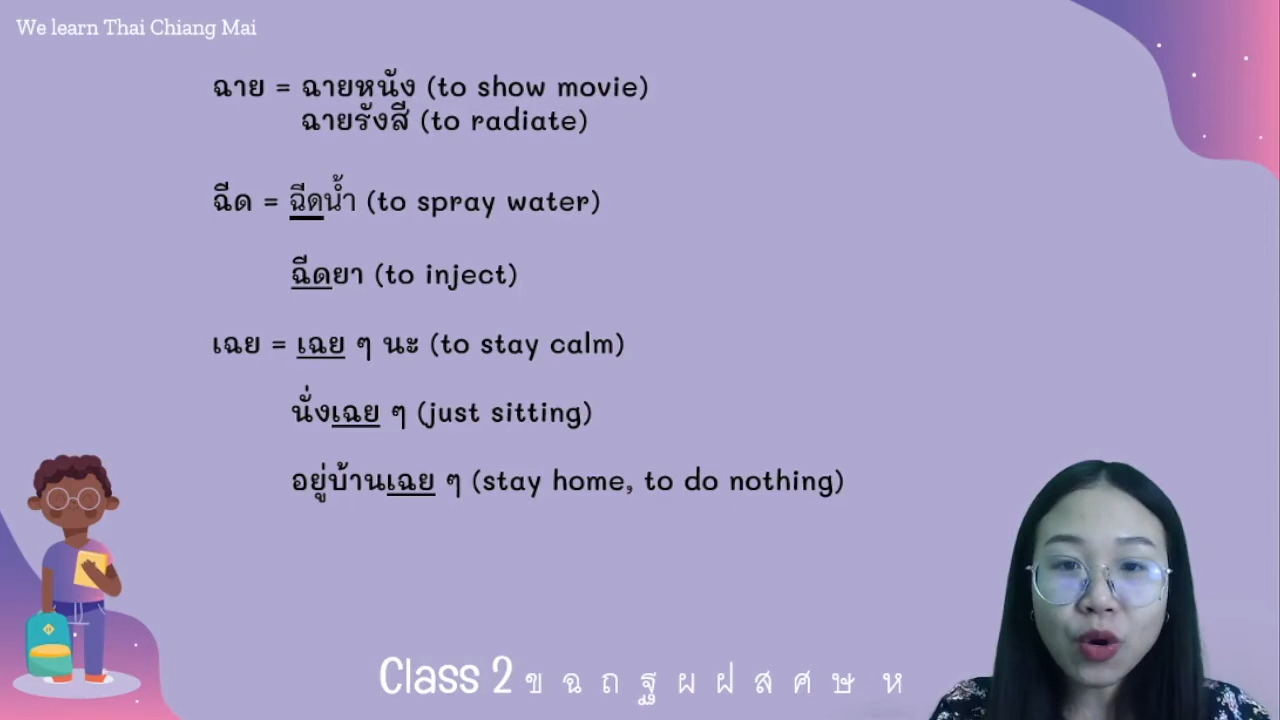 We learn Thai Chiang Mai
ฉาย = ฉายหนัง (to show movie)
ฉายรังสี (to radiate)
ฉีด = ฉีดน้ำ (to spray water)
ฉีดยา (to inject)
เฉย = เฉย ๆ นะ (to stay calm)
นั่งเฉย ๆ (just sitting)
อยู่บ้านเฉย ๆ (stay home, to do nothing)
Class 2 ข ฉ ถ ฐ ผ ฝ ส ศ ษ ห